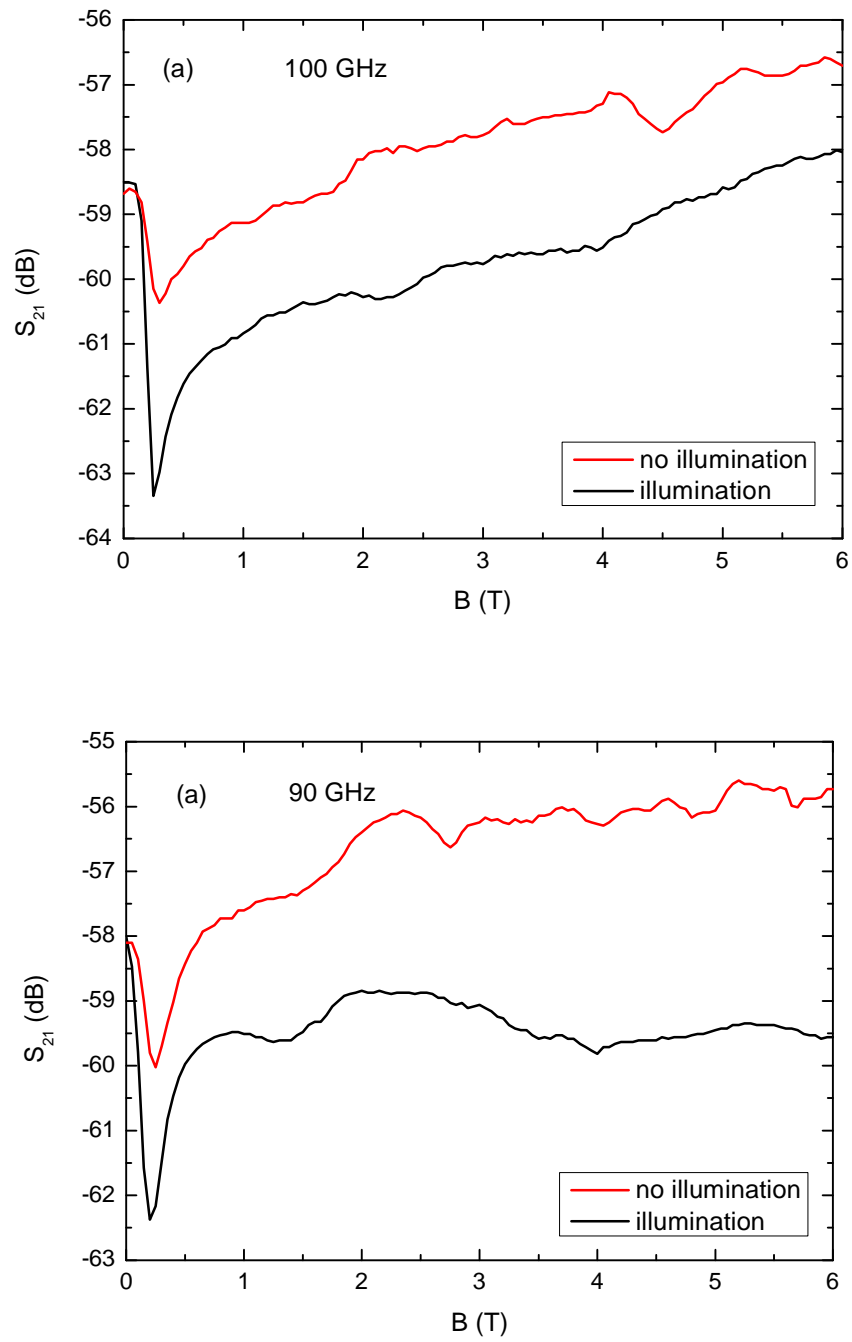 -56
(a) 100 GHz
-57
-58
-59
-60
-61
-62
-63
-64
S21 (dB)
no illumination
illumination
0 1 2 3 4 5 6
B (T)
-55
(a) 90 GHz
-56
-57
-58
-59
-60
-61
-62
-63
S21 (dB)
no illumination
illumination
0 1 2 3 4 5 6
B (T)